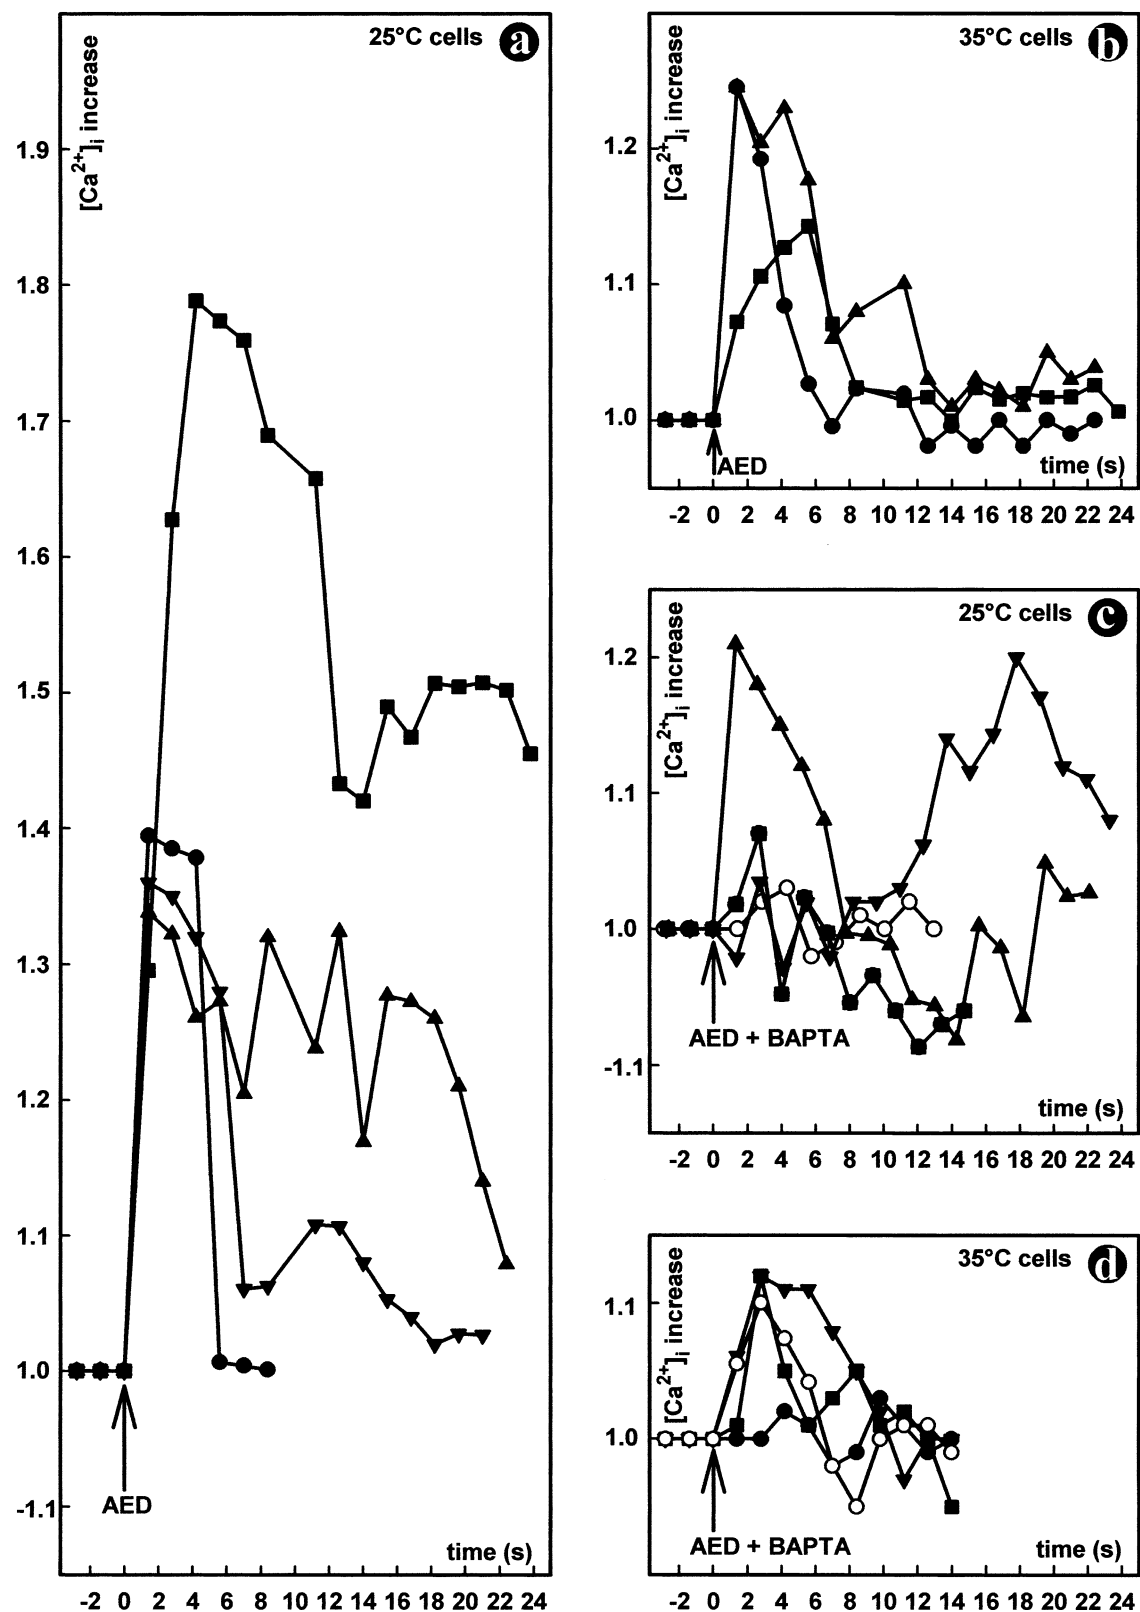 25°C cells a
[Ca2+]i increase
1.9
1.8
1.7
1.6
1.5
1.4
1.3
1.2
1.1
1.0
-1.1
AED
time (s)
-2 0 2 4 6 8 10 12 14 16 18 20 22 24
35°C cells b
[Ca2+]i increase
1.2
1.1
1.0
AED
time (s)
-2 0 2 4 6 8 10 12 14 16 18 20 22 24
25°C cells c
[Ca2+]i increase
1.2
1.1
1.0
-1.1
AED + BAPTA
time (s)
-2 0 2 4 6 8 10 12 14 16 18 20 22 24
35°C cells d
[Ca2+]i increase
1.1
1.0
AED + BAPTA
time (s)
-2 0 2 4 6 8 10 12 14 16 18 20 22 24